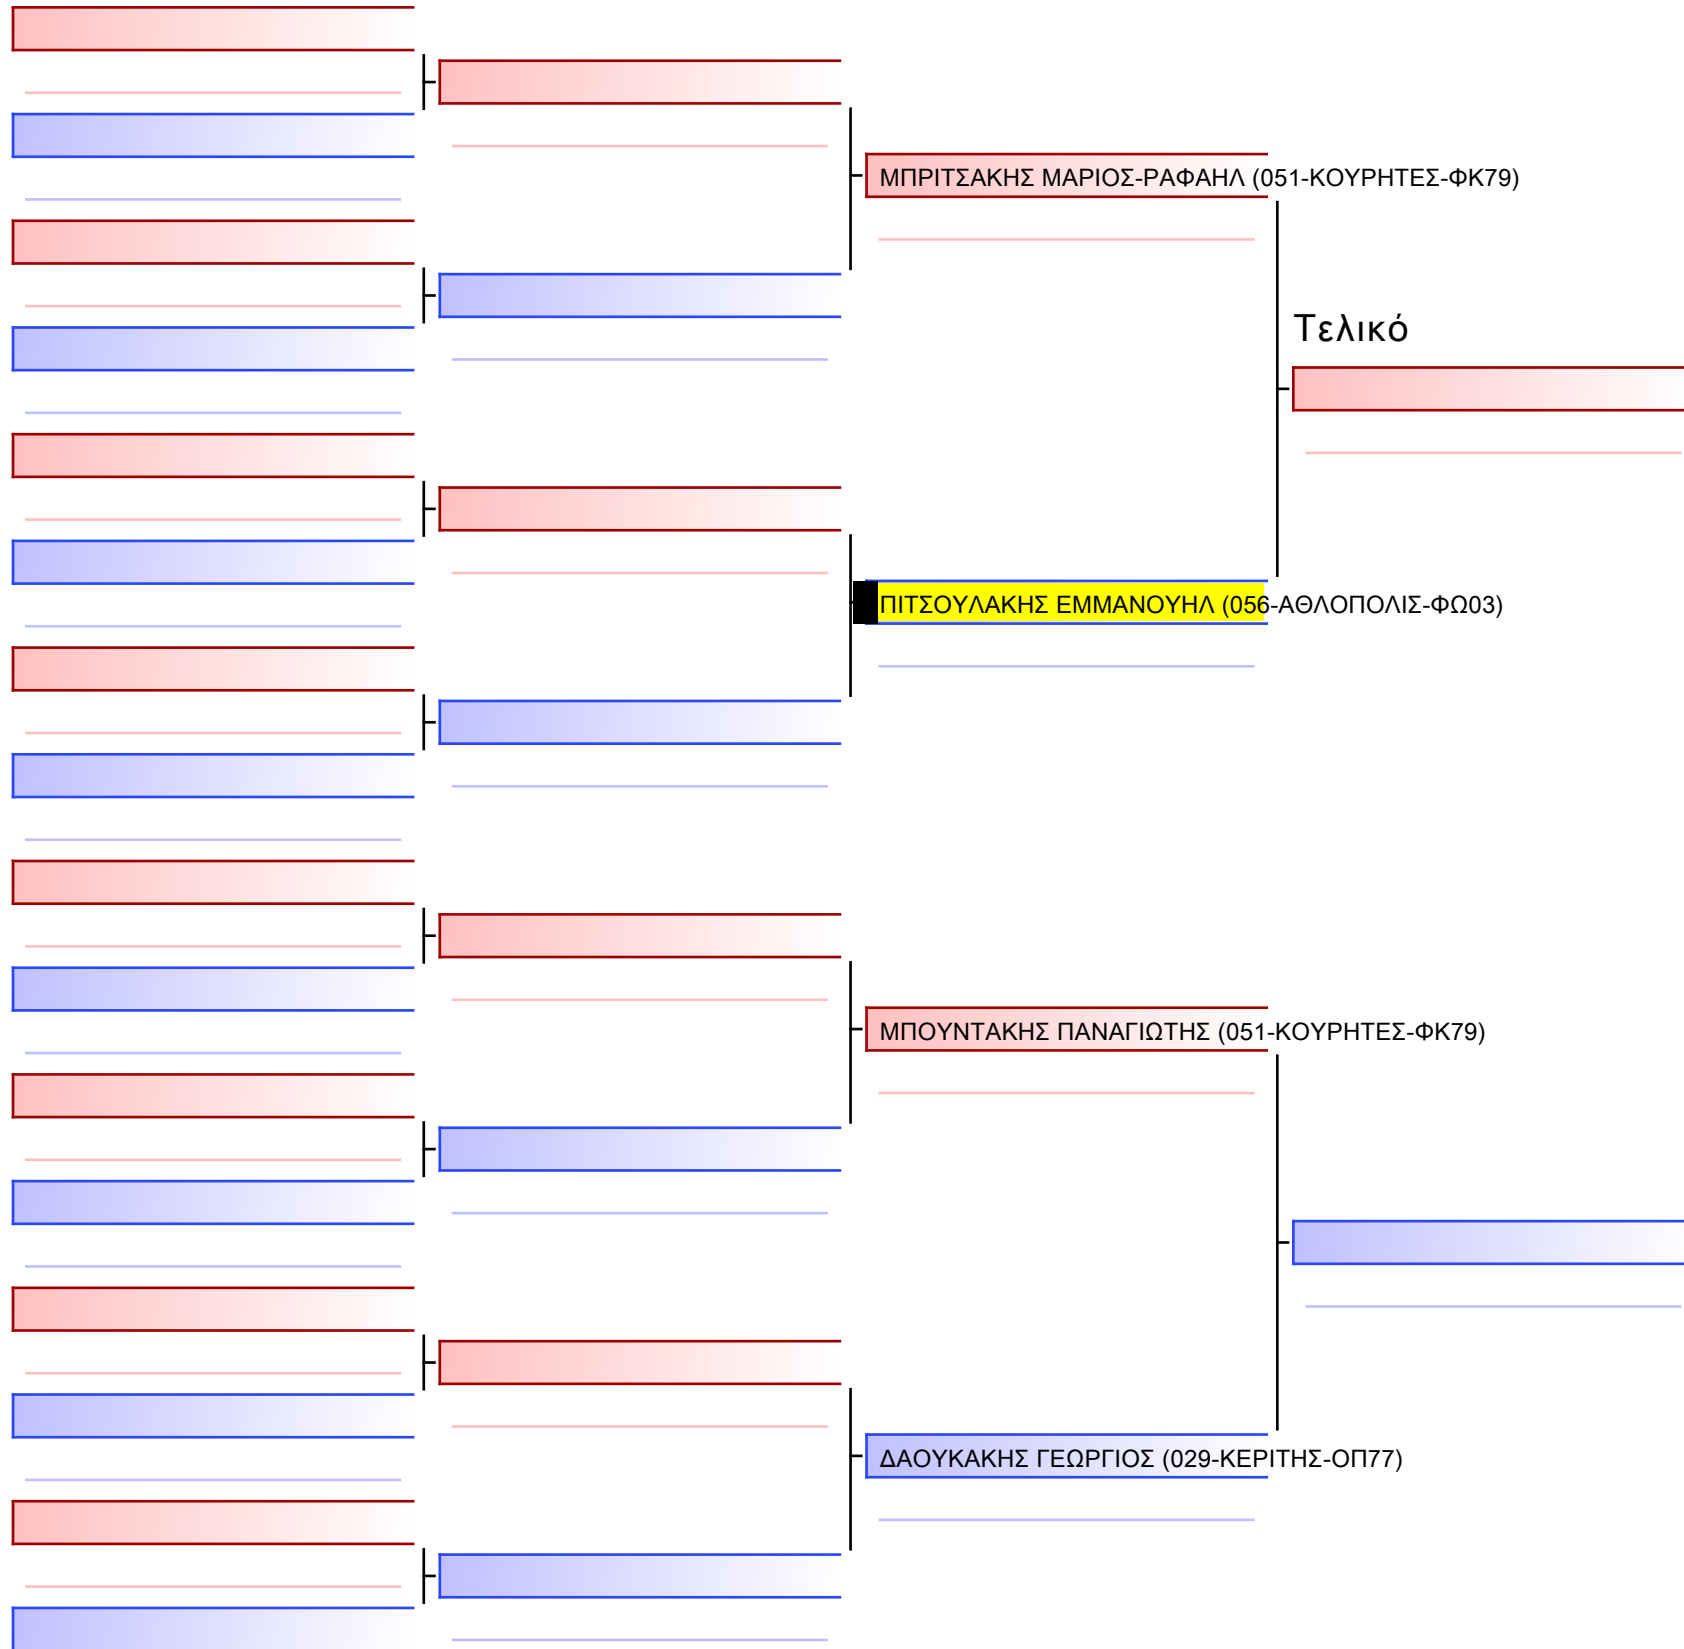 ΜΠΡΙΤΣΑΚΗΣ ΜΑΡΙΟΣ-ΡΑΦΑΗΛ (051-ΚΟΥΡΗΤΕΣ-ΦΚ79)
Τελικό
ΠΙΤΣΟΥΛΑΚΗΣ ΕΜΜΑΝΟΥΗΛ (056-ΑΘΛΟΠΟΛΙΣ-ΦΩ03)
ΜΠΟΥΝΤΑΚΗΣ ΠΑΝΑΓΙΩΤΗΣ (051-ΚΟΥΡΗΤΕΣ-ΦΚ79)
ΔΑΟΥΚΑΚΗΣ ΓΕΩΡΓΙΟΣ (029-ΚΕΡΙΤΗΣ-ΟΠ77)